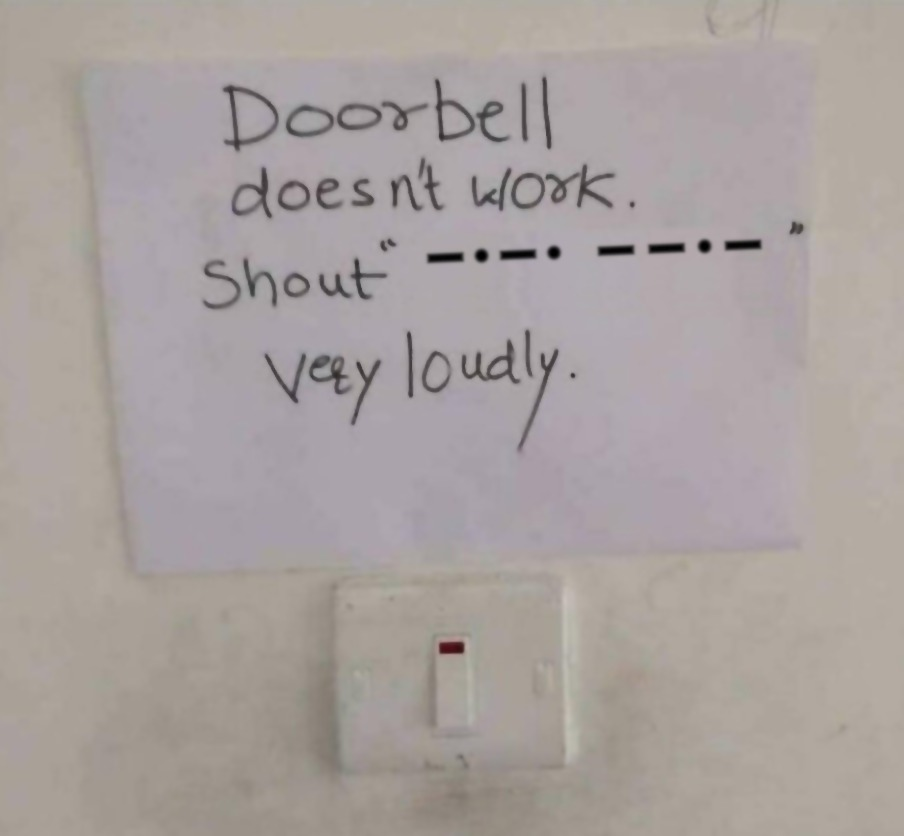 Doorbell
doesn't work.
Shout “ −·−· −−·− ”
Very loudly.